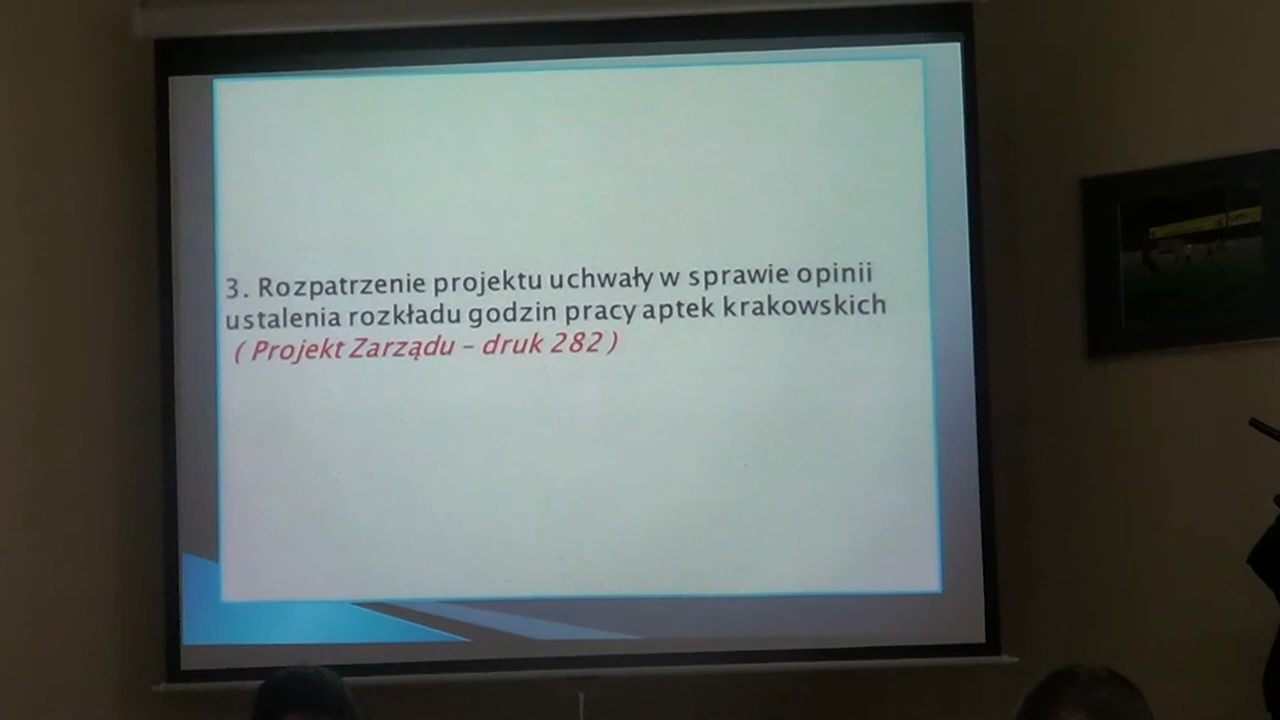 3. Rozpatrzenie projektu uchwały w sprawie opinii
ustalenia rozkładu godzin pracy aptek krakowskich
( Projekt Zarządu – druk 282 )